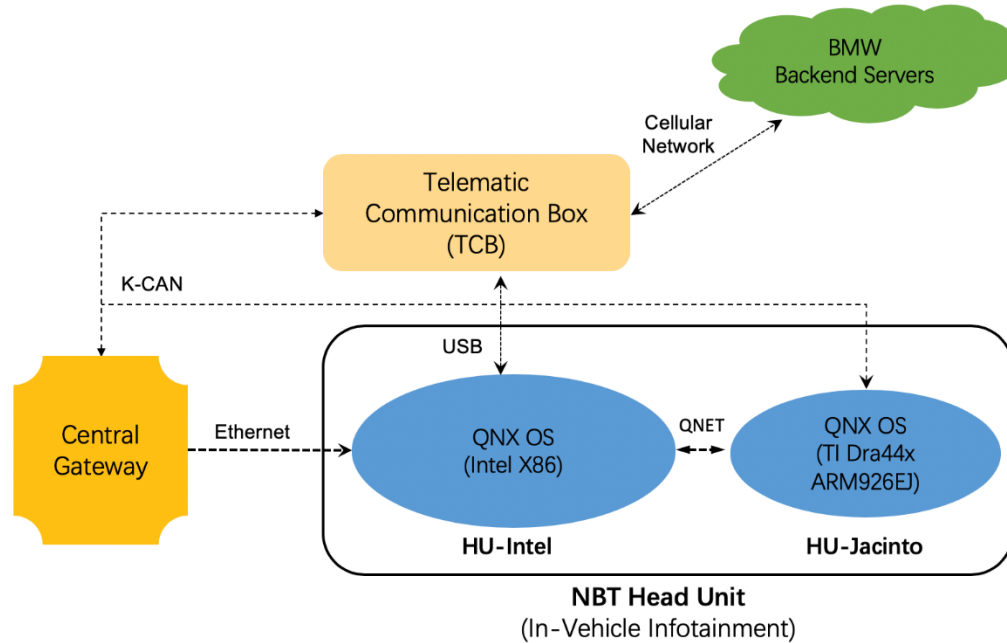 BMW
Backend Servers
Cellular
Network
Telematic
Communication Box
(TCB)
K-CAN
USB
Central
Gateway
Ethernet
QNX OS
(Intel X86)
QNET
QNX OS
(TI Dra44x
ARM926EJ)
HU-Intel
HU-Jacinto
NBT Head Unit
(In-Vehicle Infotainment)